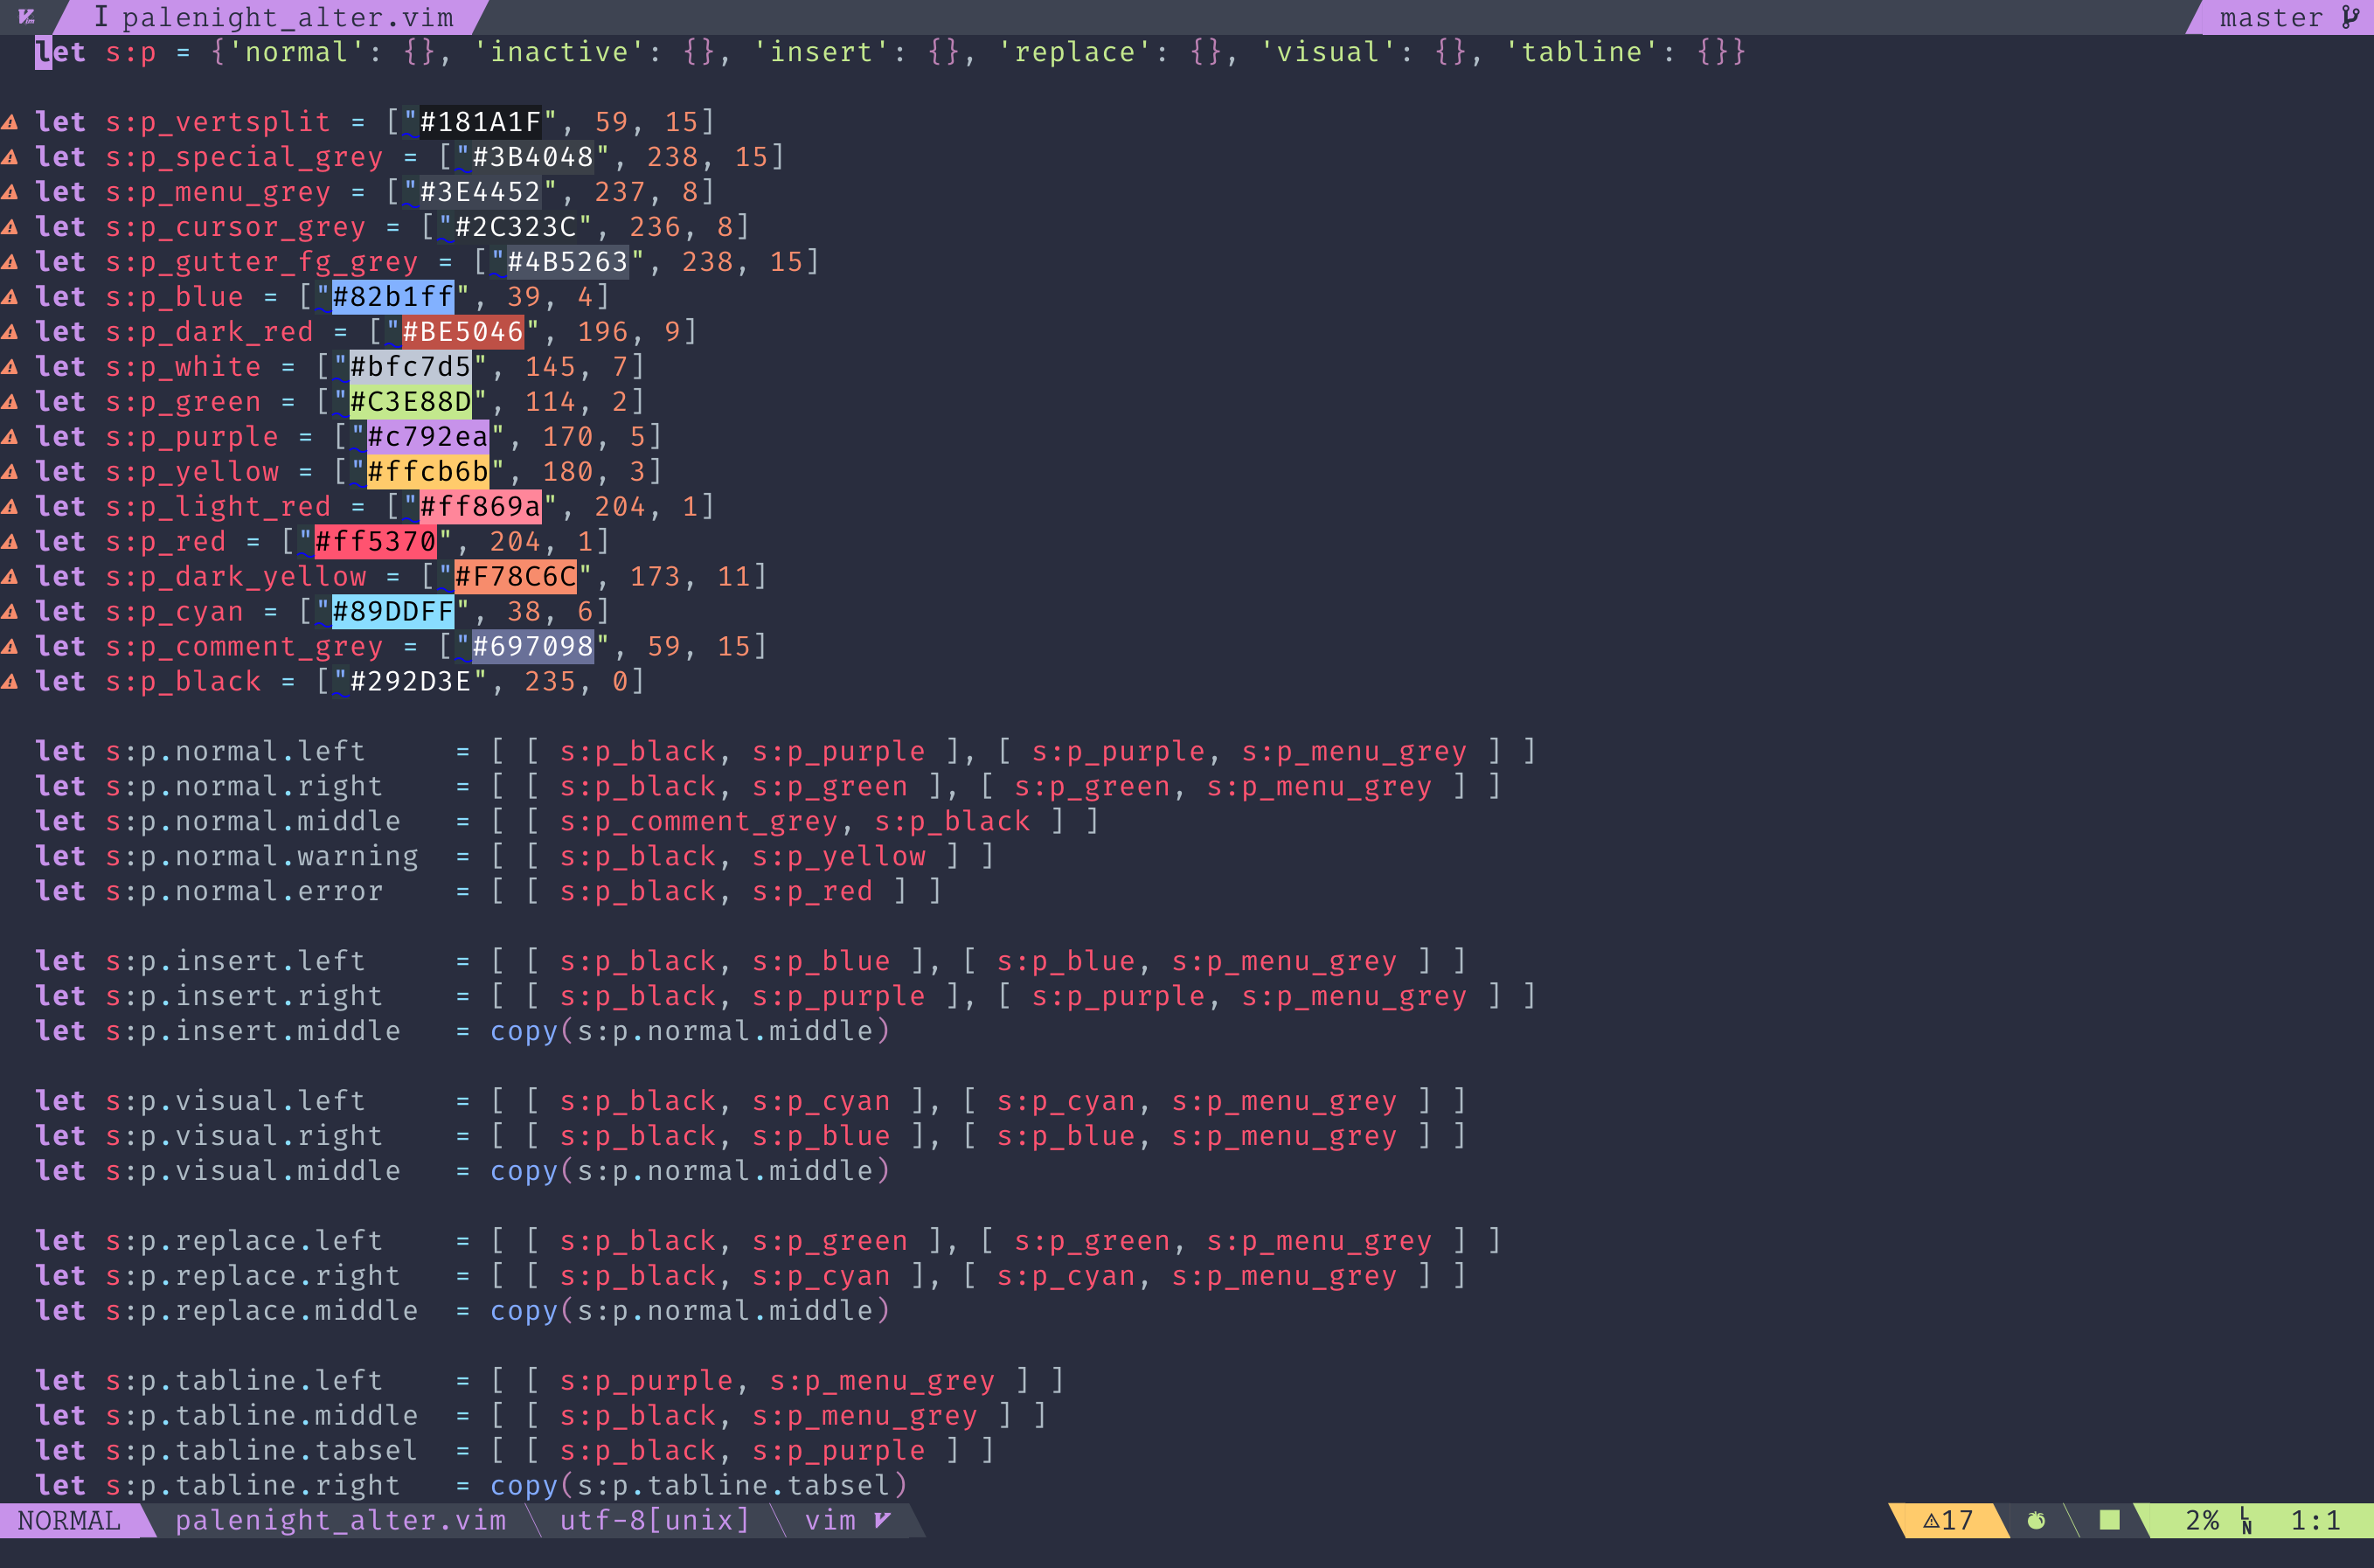 I palenight_alter.vim master
let s:p = {'normal': {}, 'inactive': {}, 'insert': {}, 'replace': {}, 'visual': {}, 'tabline': {}}
let s:p_vertsplit = ["#181A1F", 59, 15]
let s:p_special_grey = ["#3B4048", 238, 15]
let s:p_menu_grey = ["#3E4452", 237, 8]
let s:p_cursor_grey = ["#2C323C", 236, 8]
let s:p_gutter_fg_grey = ["#4B5263", 238, 15]
let s:p_blue = ["#82b1ff", 39, 4]
let s:p_dark_red = ["#BE5046", 196, 9]
let s:p_white = ["#bfc7d5", 145, 7]
let s:p_green = ["#C3E88D", 114, 2]
let s:p_purple = ["#c792ea", 170, 5]
let s:p_yellow = ["#ffcb6b", 180, 3]
let s:p_light_red = ["#ff869a", 204, 1]
let s:p_red = ["#ff5370", 204, 1]
let s:p_dark_yellow = ["#F78C6C", 173, 11]
let s:p_cyan = ["#89DDFF", 38, 6]
let s:p_comment_grey = ["#697098", 59, 15]
let s:p_black = ["#292D3E", 235, 0]
let s:p.normal.left     = [ [ s:p_black, s:p_purple ], [ s:p_purple, s:p_menu_grey ] ]
let s:p.normal.right    = [ [ s:p_black, s:p_green ], [ s:p_green, s:p_menu_grey ] ]
let s:p.normal.middle   = [ [ s:p_comment_grey, s:p_black ] ]
let s:p.normal.warning  = [ [ s:p_black, s:p_yellow ] ]
let s:p.normal.error    = [ [ s:p_black, s:p_red ] ]
let s:p.insert.left     = [ [ s:p_black, s:p_blue ], [ s:p_blue, s:p_menu_grey ] ]
let s:p.insert.right    = [ [ s:p_black, s:p_purple ], [ s:p_purple, s:p_menu_grey ] ]
let s:p.insert.middle   = copy(s:p.normal.middle)
let s:p.visual.left     = [ [ s:p_black, s:p_cyan ], [ s:p_cyan, s:p_menu_grey ] ]
let s:p.visual.right    = [ [ s:p_black, s:p_blue ], [ s:p_blue, s:p_menu_grey ] ]
let s:p.visual.middle   = copy(s:p.normal.middle)
let s:p.replace.left    = [ [ s:p_black, s:p_green ], [ s:p_green, s:p_menu_grey ] ]
let s:p.replace.right   = [ [ s:p_black, s:p_cyan ], [ s:p_cyan, s:p_menu_grey ] ]
let s:p.replace.middle  = copy(s:p.normal.middle)
let s:p.tabline.left    = [ [ s:p_purple, s:p_menu_grey ] ]
let s:p.tabline.middle  = [ [ s:p_black, s:p_menu_grey ] ]
let s:p.tabline.tabsel  = [ [ s:p_black, s:p_purple ] ]
let s:p.tabline.right   = copy(s:p.tabline.tabsel)
NORMAL palenight_alter.vim utf-8[unix] vim ⚠17 2% LN 1:1